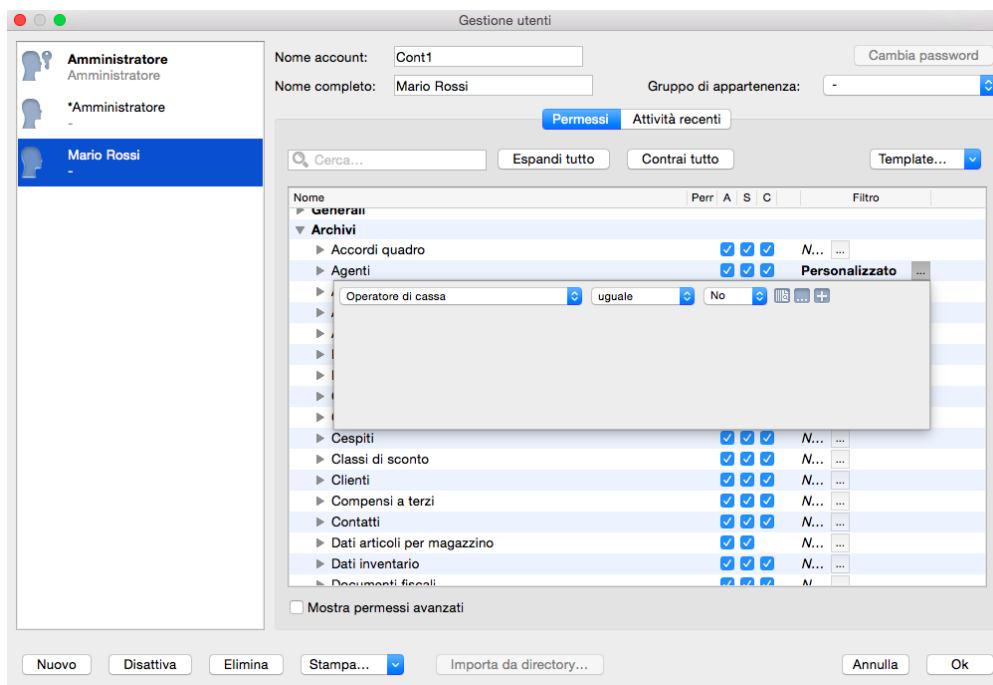 Gestione utenti
Amministratore
Amministratore
*Amministratore
-
Mario Rossi
-
Nome account: Cont1 Cambia password
Nome completo: Mario Rossi Gruppo di appartenenza: -
Permessi Attività recenti
Cerca... Espandi tutto Contrai tutto Template...
Nome Perr A S C Filtro
Generali
Archivi
Accordi quadro N... ...
Agenti Personalizzato ...
Operatore di cassa uguale No ...
Cespiti N... ...
Classi di sconto N... ...
Clienti N... ...
Compensi a terzi N... ...
Contatti N... ...
Dati articoli per magazzino N... ...
Dati inventario N... ...
Documenti fiscali N...
Mostra permessi avanzati
Nuovo Disattiva Elimina Stampa... Importa da directory... Annulla Ok